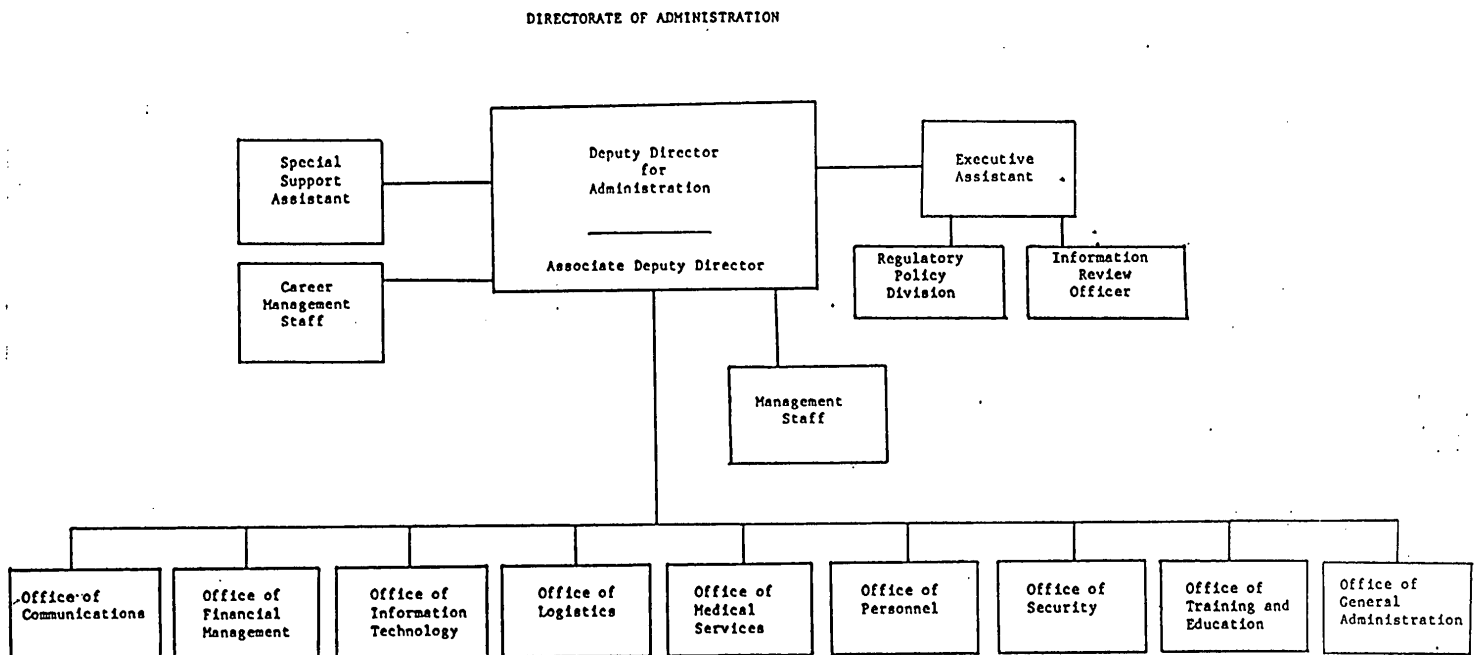 DIRECTORATE OF ADMINISTRATION
Special
Support
Assistant
Deputy Director
for
Administration
Associate Deputy Director
Executive
Assistant
Career
Management
Staff
Regulatory
Policy
Division
Information
Review
Officer
Management
Staff
Office of
Communications
Office of
Financial
Management
Office of
Information
Technology
Office of
Logistics
Office of
Medical
Services
Office of
Personnel
Office of
Security
Office of
Training and
Education
Office of
General
Administration